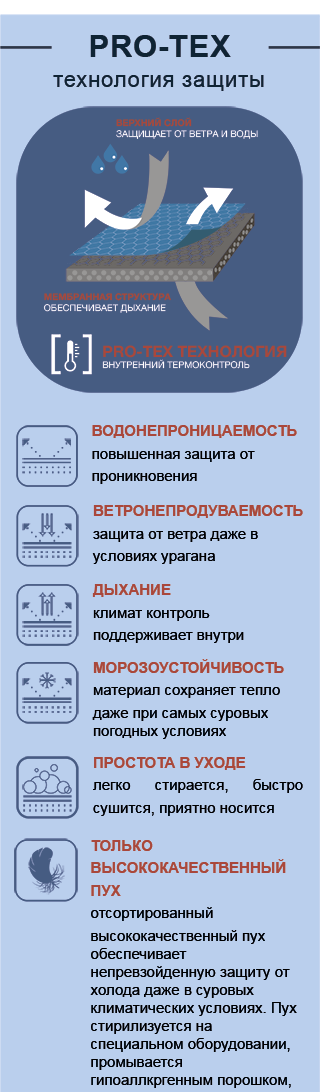 PRO-TEX
технология защиты
ВЕРХНИЙ СЛОЙ
ЗАЩИЩАЕТ ОТ ВЕТРА И ВОДЫ
МЕМБРАННАЯ СТРУКТУРА
ОБЕСПЕЧИВАЕТ ДЫХАНИЕ
PRO-TEX ТЕХНОЛОГИЯ
ВНУТРЕННИЙ ТЕРМОКОНТРОЛЬ
ВОДОНЕПРОНИЦАЕМОСТЬ
повышенная защита от
проникновения
ВЕТРОНЕПРОДУВАЕМОСТЬ
защита от ветра даже в
условиях урагана
ДЫХАНИЕ
климат контроль
поддерживает внутри
МОРОЗОУСТОЙЧИВОСТЬ
материал сохраняет тепло
даже при самых суровых
погодных условиях
ПРОСТОТА В УХОДЕ
легко стирается, быстро
сушится, приятно носится
ТОЛЬКО
ВЫСОКОКАЧЕСТВЕННЫЙ
ПУХ
отсортированный
высококачественный пух
обеспечивает
непревзойденную защиту от
холода даже в суровых
климатических условиях. Пух
стирилизуется на
специальном оборудовании,
промывается
гипоаллкргенным порошком,